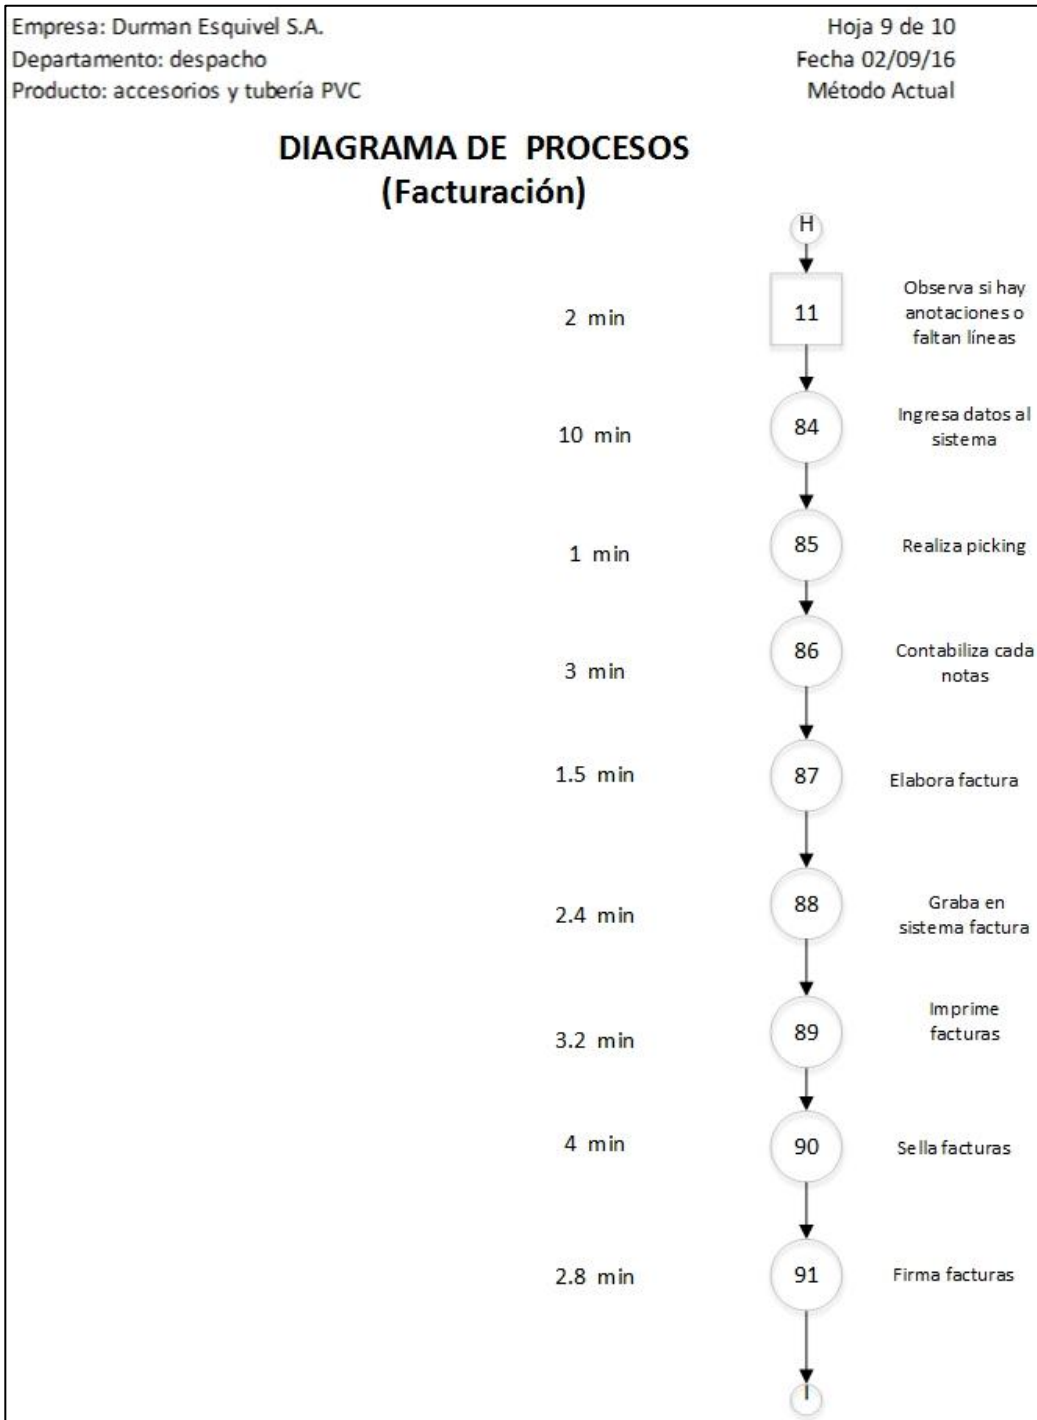 Empresa: Durman Esquivel S.A.
Hoja 9 de 10
Departamento: despacho
Fecha 02/09/16
Producto: accesorios y tubería PVC
Método Actual
DIAGRAMA DE PROCESOS
(Facturación)
H
2 min
11
Observa si hay
anotaciones o
faltan líneas
10 min
84
Ingresa datos al
sistema
1 min
85
Realiza picking
3 min
86
Contabiliza cada
notas
1.5 min
87
Elabora factura
2.4 min
88
Graba en
sistema factura
3.2 min
89
Imprime
facturas
4 min
90
Sella facturas
2.8 min
91
Firma facturas
I